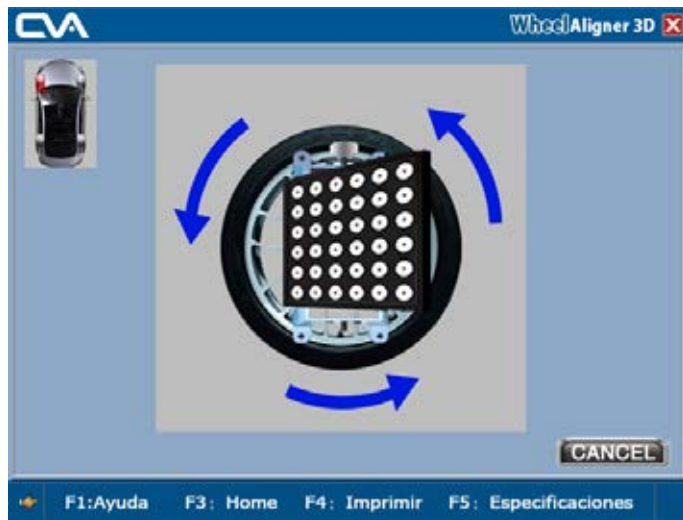 CVA WheelAligner 3D
CANCEL
F1:Ayuda F3: Home F4: Imprimir F5: Especificaciones